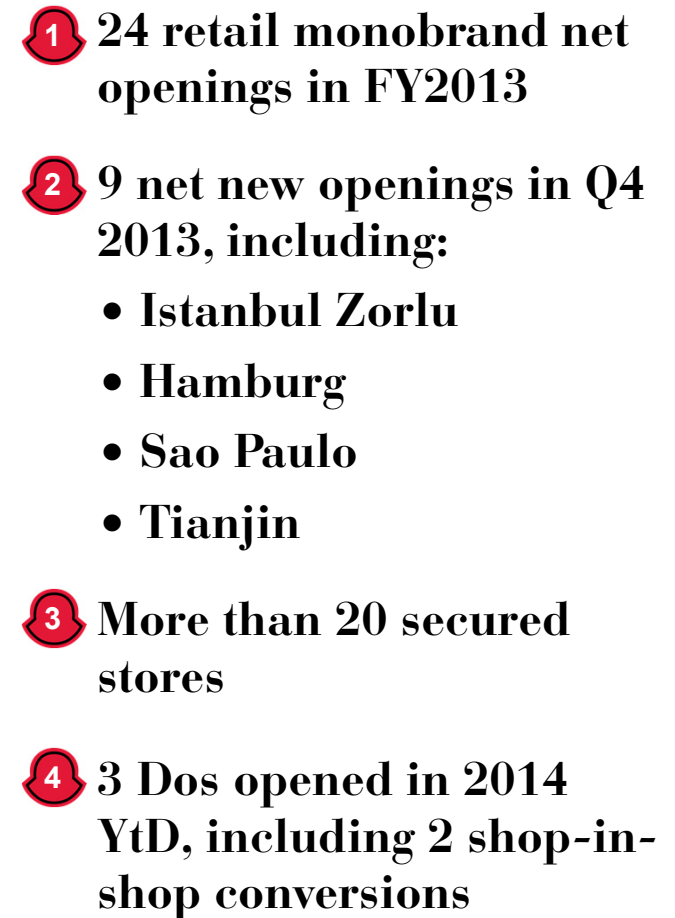 1 24 retail monobrand net
openings in FY2013
2 9 net new openings in Q4
2013, including:
• Istanbul Zorlu
• Hamburg
• Sao Paulo
• Tianjin
3 More than 20 secured
stores
4 3 Dos opened in 2014
YtD, including 2 shop-in-
shop conversions